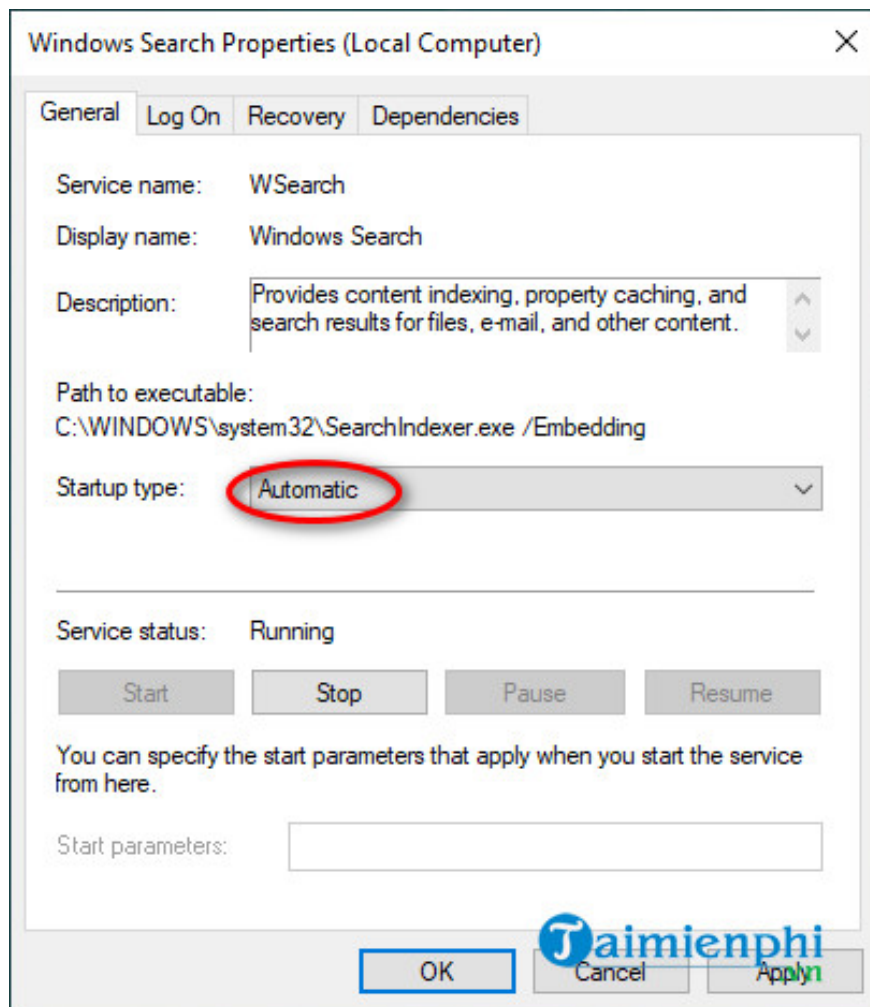 Windows Search Properties (Local Computer)
General Log On Recovery Dependencies
Service name: WSearch
Display name: Windows Search
Description: Provides content indexing, property caching, and
search results for files, e-mail, and other content.
Path to executable:
C:\WINDOWS\system32\SearchIndexer.exe /Embedding
Startup type: Automatic
Service status: Running
Start Stop Pause Resume
You can specify the start parameters that apply when you start the service
from here.
Start parameters:
Taimienphi
.vn
OK Cancel Apply